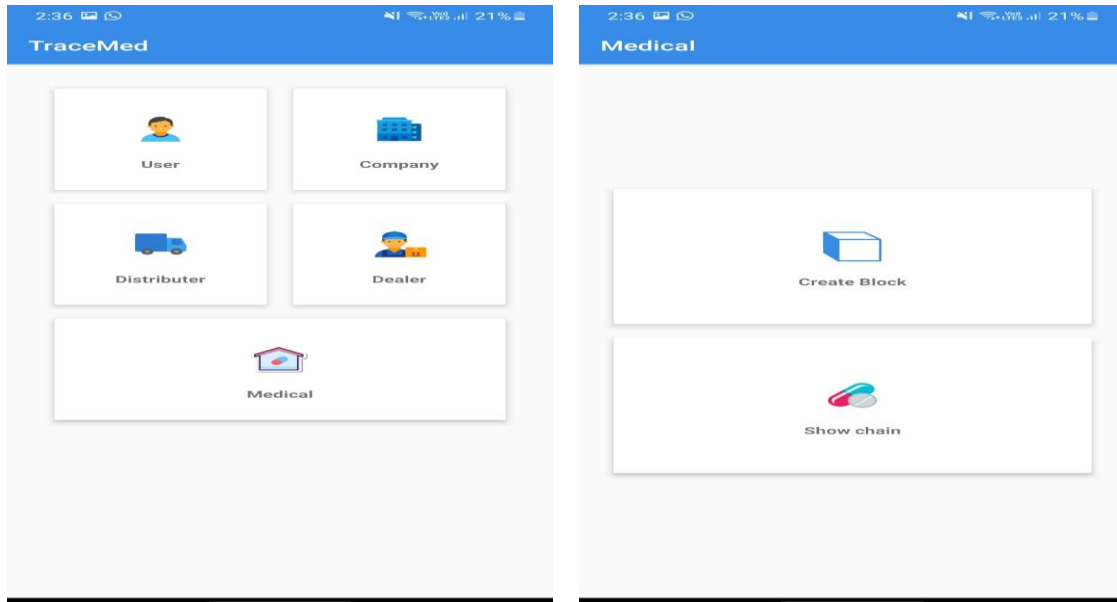 2:36 21%
TraceMed
User Company
Distributer Dealer
Medical
2:36 21%
Medical
Create Block
Show chain